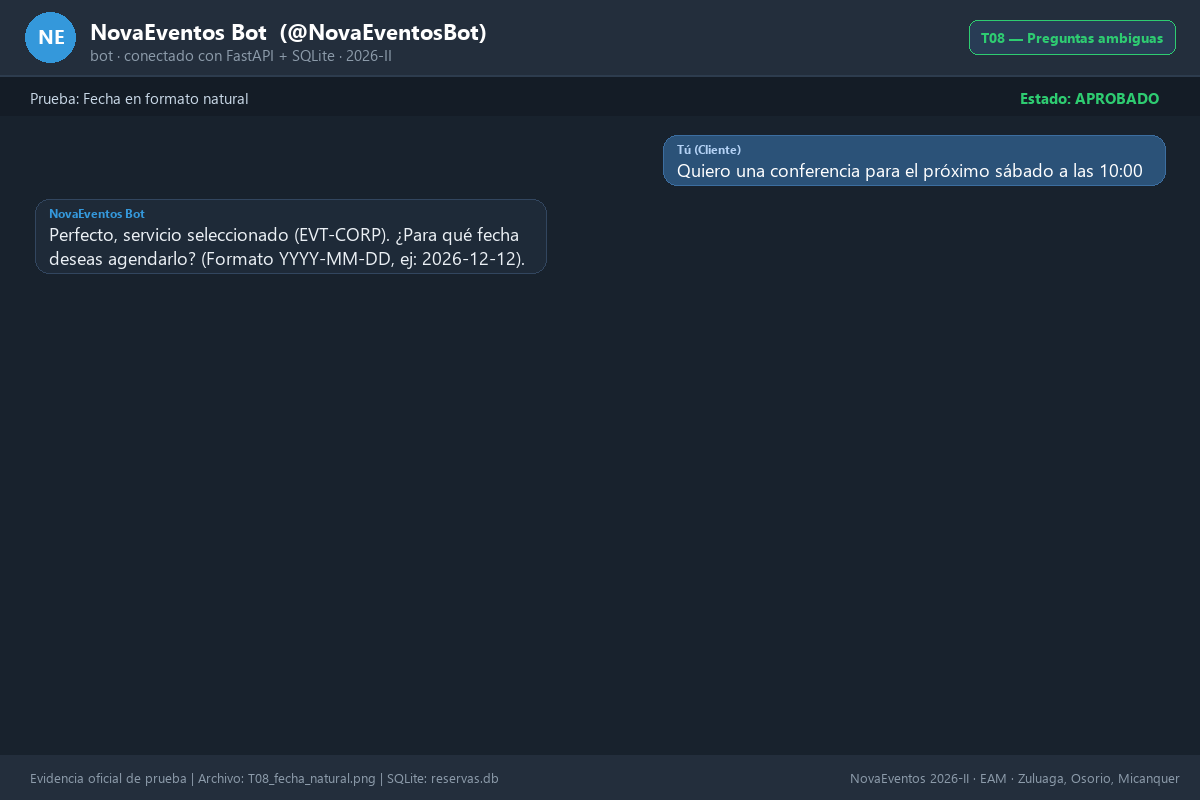 NE
NovaEventos Bot (@NovaEventosBot)
bot · conectado con FastAPI + SQLite · 2026-II
T08 — Preguntas ambiguas
Prueba: Fecha en formato natural
Estado: APROBADO
Tú (Cliente)
Quiero una conferencia para el próximo sábado a las 10:00
NovaEventos Bot
Perfecto, servicio seleccionado (EVT-CORP). ¿Para qué fecha
deseas agendarlo? (Formato YYYY-MM-DD, ej: 2026-12-12).
Evidencia oficial de prueba | Archivo: T08_fecha_natural.png | SQLite: reservas.db
NovaEventos 2026-II · EAM · Zuluaga, Osorio, Micanquer